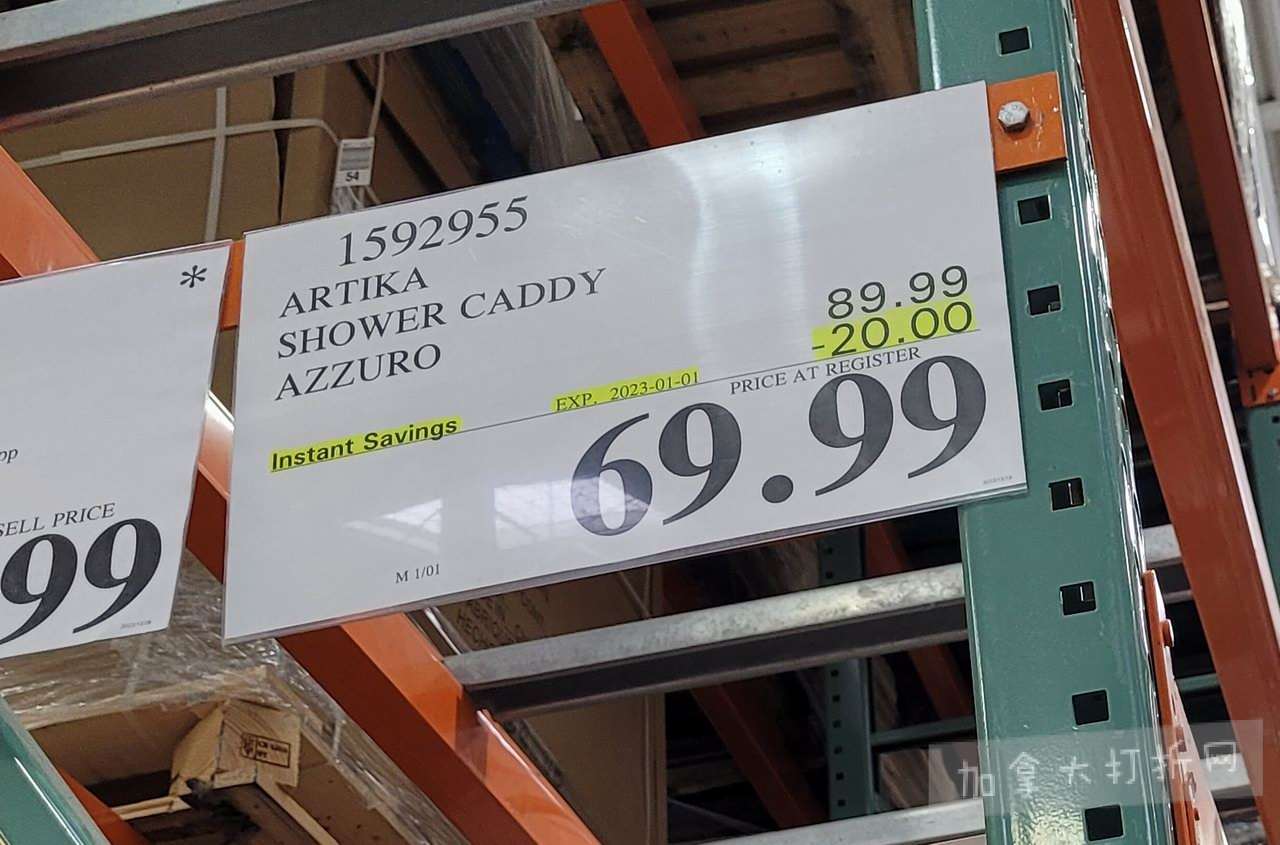 54
*
1592955
ARTIKA
SHOWER CADDY
AZZURO
89.99
-20.00
EXP. 2023-01-01
PRICE AT REGISTER
Instant Savings
69.99
M 1/01
pp
SELL PRICE
99
加拿大打折网